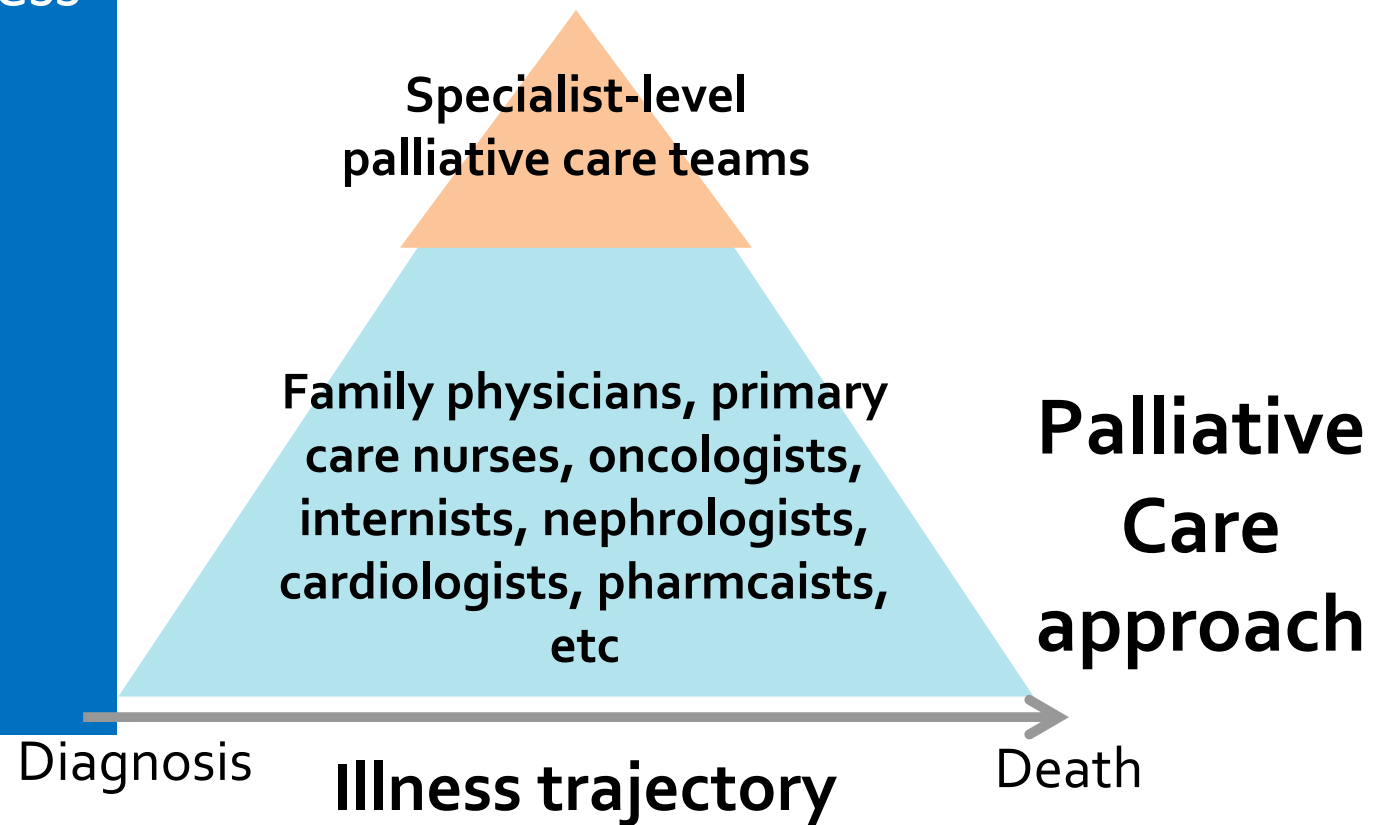 Specialist-level
palliative care teams
Family physicians, primary
care nurses, oncologists,
internists, nephrologists,
cardiologists, pharmcaists,
etc
Palliative
Care
approach
Diagnosis
Death
Illness trajectory